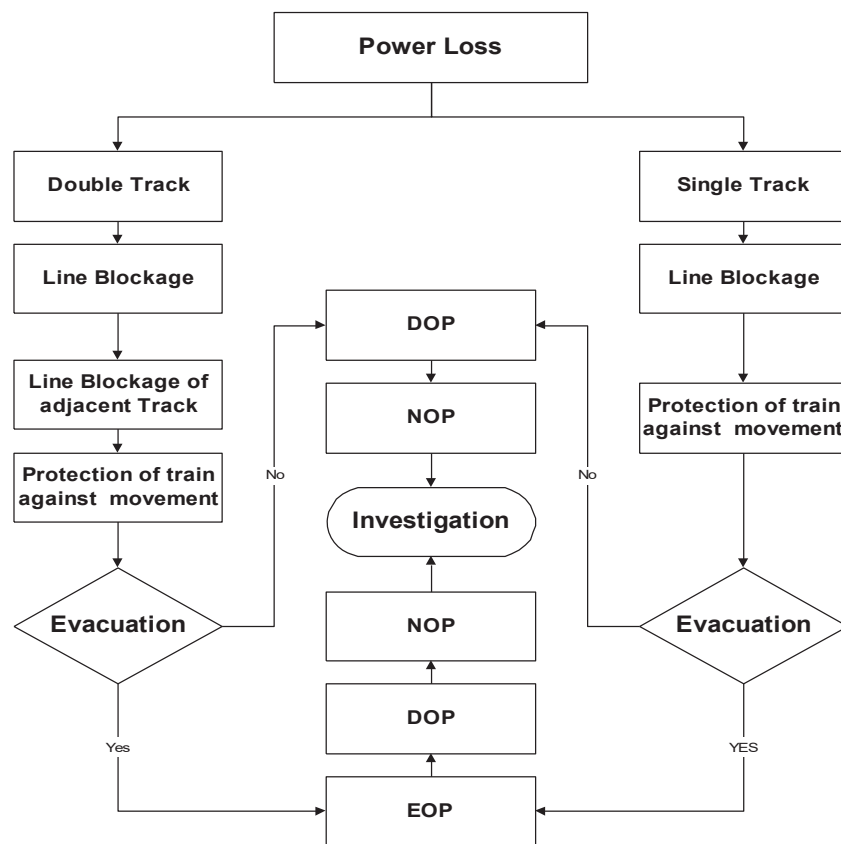 Power Loss
Double Track
Single Track
Line Blockage
Line Blockage
DOP
Line Blockage of
adjacent Track
NOP
Protection of train
against movement
Protection of train
against movement
No
No
Investigation
Evacuation
NOP
Evacuation
DOP
Yes
YES
EOP